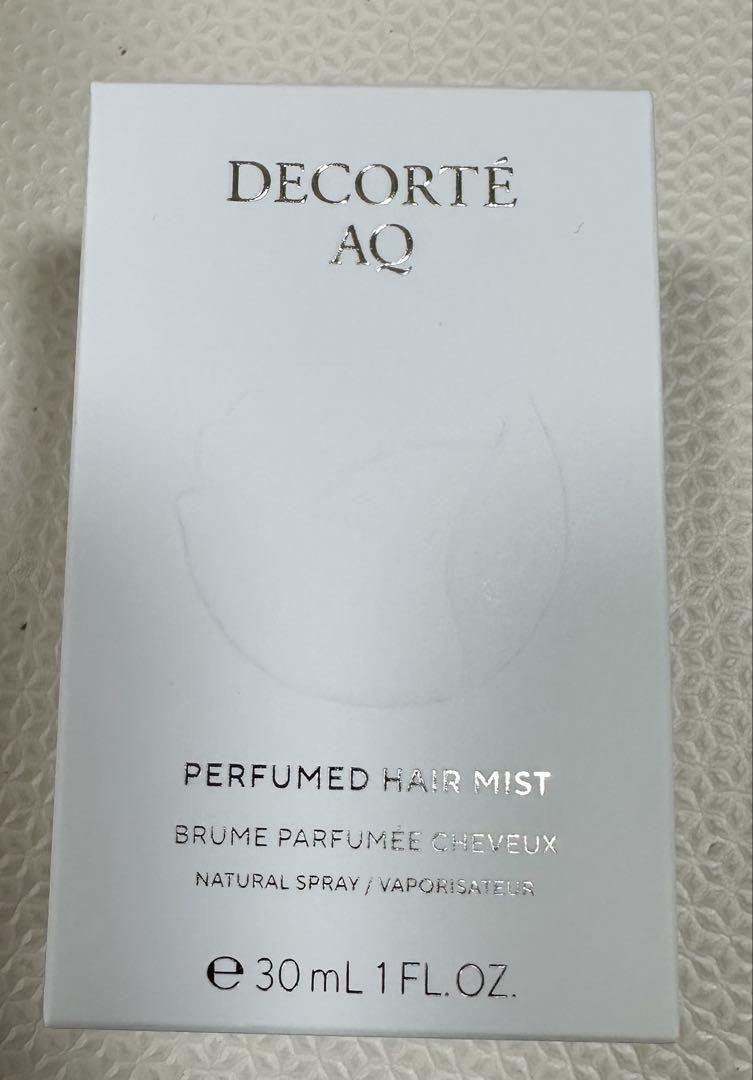 DECORTÉ
AQ
PERFUMED HAIR MIST
BRUME PARFUMÉE CHEVEUX
NATURAL SPRAY / VAPORISATEUR
℮ 30 mL 1 FL.OZ.